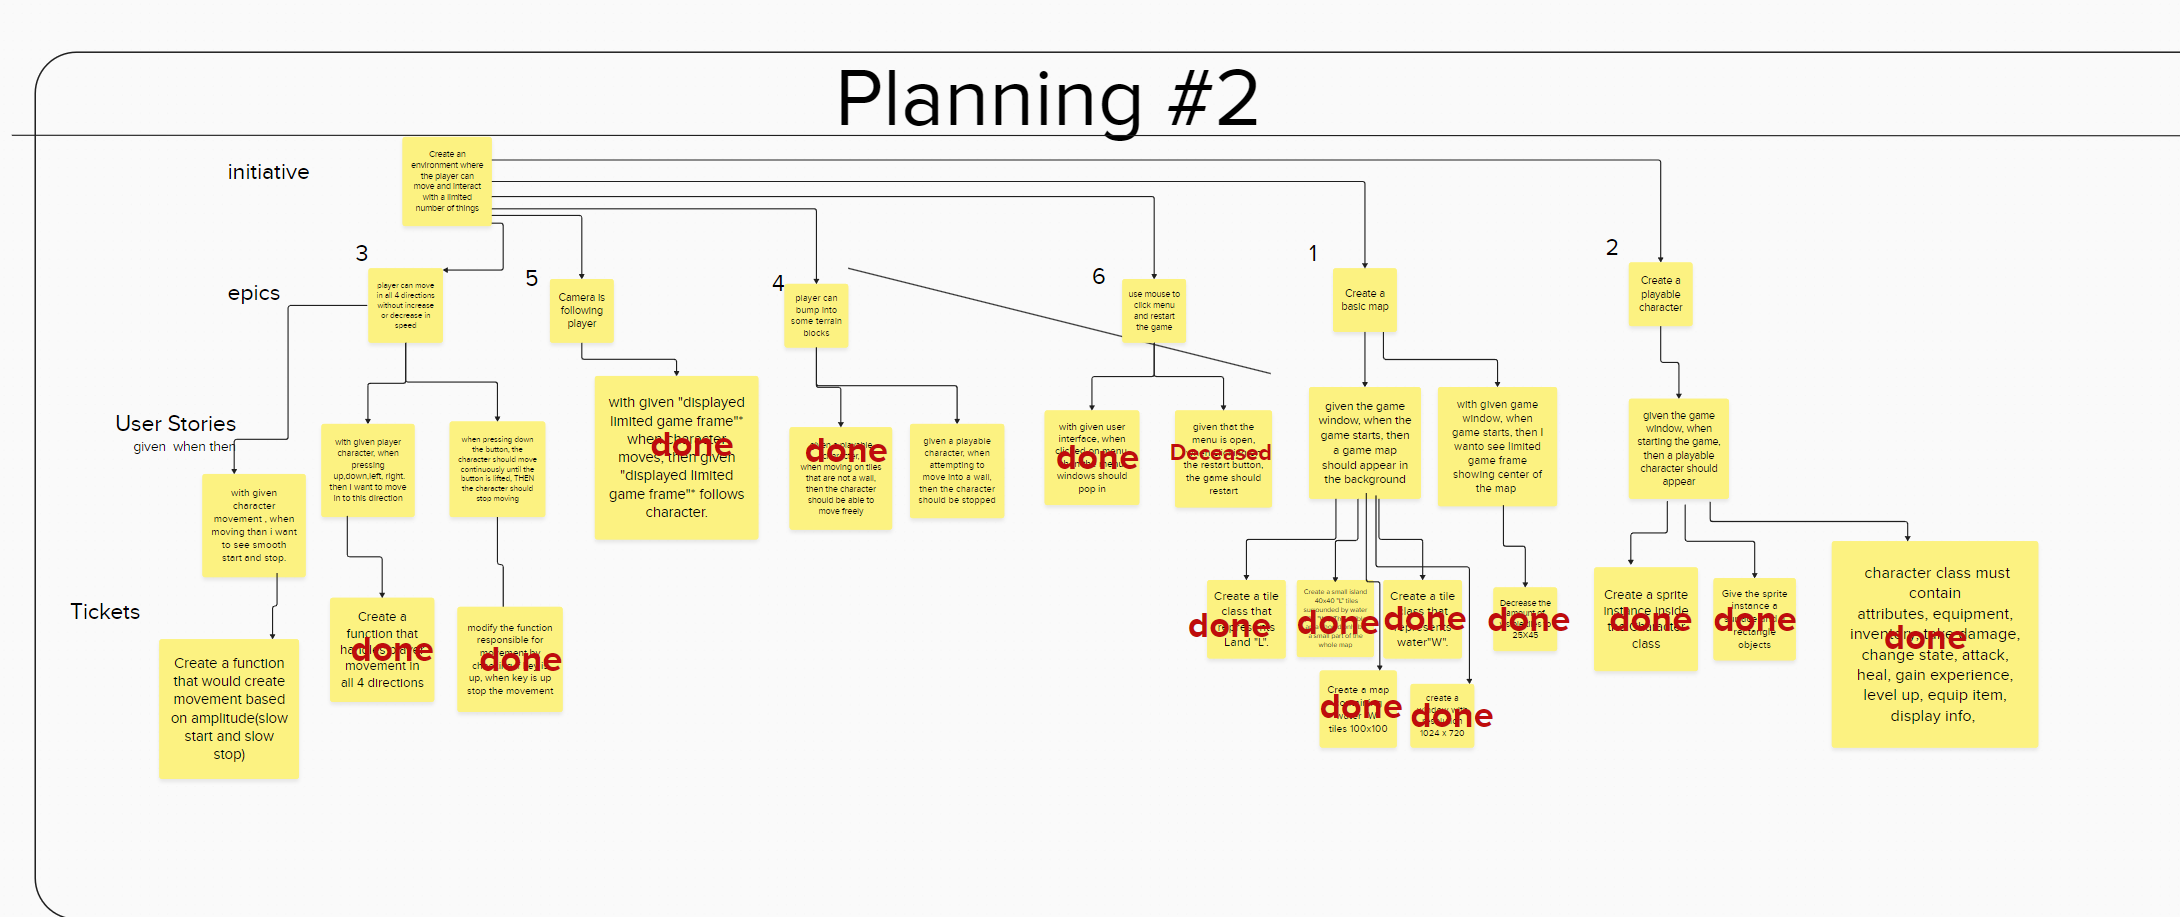 Planning #2
initiative
Create an
environment where
the player can
move and interact
with a limited
number of things
epics
3
player can move
in all 4 directions
without increase
or decrease in
speed
5
Camera is
following
player
4
player can
bump into
some terrain
blocks
6
use mouse to
click menu
and restart
the game
1
Create a
basic map
2
Create a
playable
character
User Stories
given when then
with given
character
movement , when
moving than i want
to see smooth
start and stop.
with given player
character, when
pressing
up,down,left, right.
then I want to move
in to this direction
when pressing down
the button, the
character should move
continuously until the
button is lifted, THEN
the character should
stop moving
with given "displayed
limited game frame"*
when character
moves, then given
"displayed limited
game frame"* follows
character.
done
given a playable
character,
when moving on tiles
that are not a wall,
then the character
should be able to
move freely
done
given a playable
character, when
attempting to
move into a wall,
then the character
should be stopped
with given user
interface, when
clicked on menu
windows should
pop in
done
given that the
menu is open,
the restart button,
the game should
restart
Deceased
given the game
window, when the
game starts, then
a game map
should appear in
the background
with given game
window, when
game starts, then I
wanto see limited
game frame
showing center of
the map
given the game
window, when
starting the game,
then a playable
character should
appear
Tickets
Create a function
that would create
movement based
on amplitude(slow
start and slow
stop)
Create a
function that
handles player
movement in
all 4 directions
done
modify the function
responsible for
movement by
up, when key is up
stop the movement
done
Create a tile
class that
represents
Land "L".
done
Create a small island
40x40 "L" tiles
surrounded by water
a small part of the
whole map
done
Create a tile
class that
represents
water"W".
done
Create a map
water "W"
tiles 100x100
done
create a
window with
1024 x 720
done
Decrease the
amount of
25X45
done
Create a sprite
instance inside
the Character
class
done
Give the sprite
instance a
rectangle
objects
done
character class must
contain
attributes, equipment,
inventory, take damage,
change state, attack,
heal, gain experience,
level up, equip item,
display info,
done